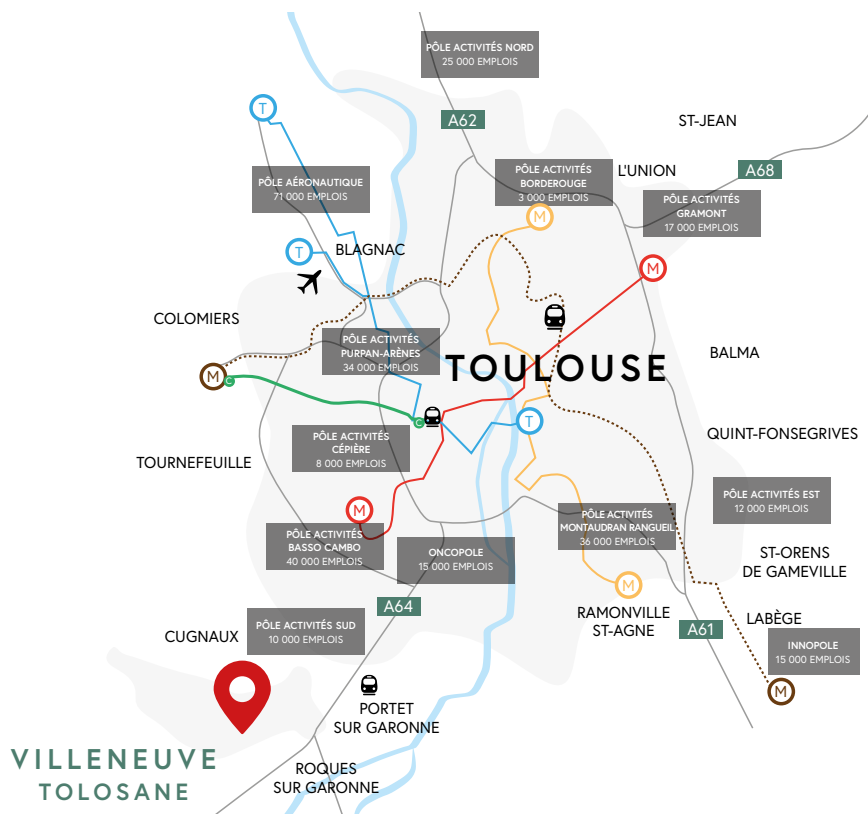 PÔLE ACTIVITÉS NORD
25 000 EMPLOIS
T
A62
ST-JEAN
PÔLE ACTIVITÉS
BORDEROUGE
3 000 EMPLOIS
L'UNION
A68
PÔLE AÉRONAUTIQUE
71 000 EMPLOIS
PÔLE ACTIVITÉS
GRAMONT
17 000 EMPLOIS
M
T
BLAGNAC
M
COLOMIERS
PÔLE ACTIVITÉS
PURPAN-ARÈNES
34 000 EMPLOIS
TOULOUSE
BALMA
M
C
C
T
PÔLE ACTIVITÉS
CÉPIÈRE
8 000 EMPLOIS
QUINT-FONSEGRIVES
TOURNEFEUILLE
PÔLE ACTIVITÉS EST
12 000 EMPLOIS
M
PÔLE ACTIVITÉS
BASSO CAMBO
40 000 EMPLOIS
ONCOPOLE
15 000 EMPLOIS
PÔLE ACTIVITÉS
MONTAUDRAN RANGUEIL
36 000 EMPLOIS
ST-ORENS
DE GAMEVILLE
M
A64
RAMONVILLE
ST-AGNE
A61
LABÈGE
CUGNAUX
PÔLE ACTIVITÉS SUD
10 000 EMPLOIS
INNOPOLE
15 000 EMPLOIS
M
PORTET
SUR GARONNE
VILLENEUVE
TOLOSANE
ROQUES
SUR GARONNE